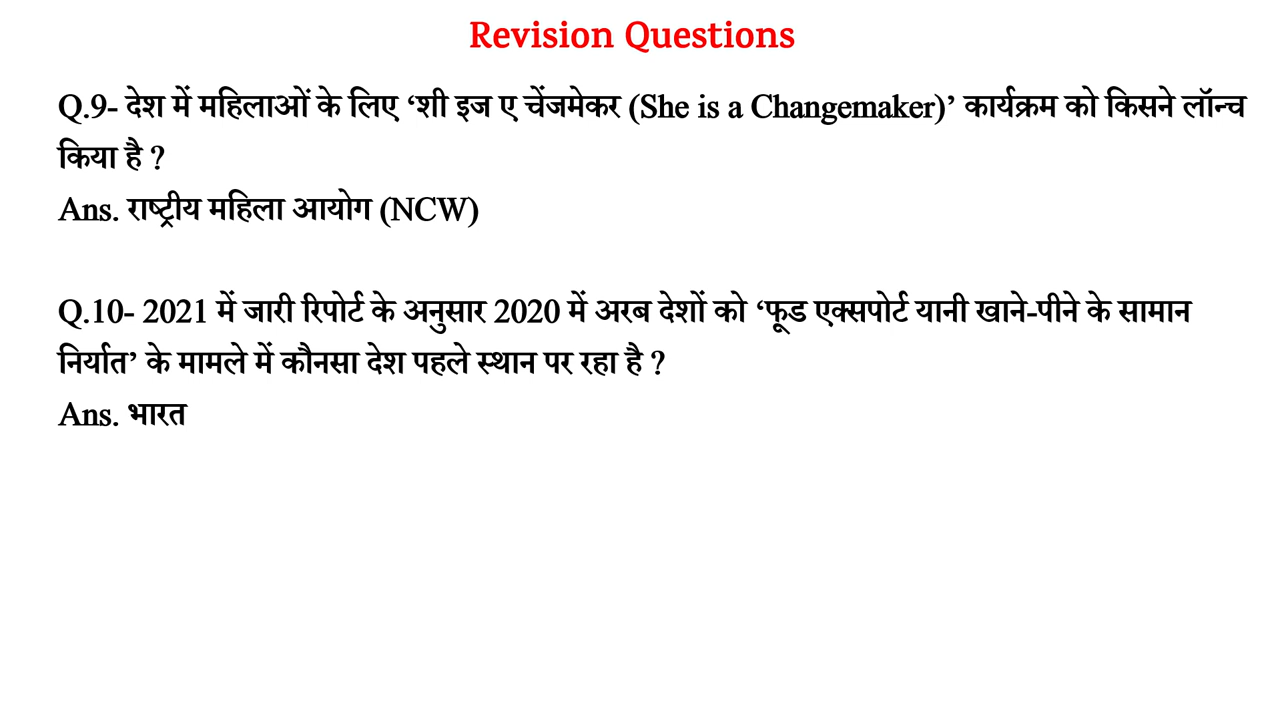 Revision Questions
Q.9- देश में महिलाओं के लिए ‘शी इज ए चेंजमेकर (She is a Changemaker)’ कार्यक्रम को किसने लॉन्च
किया है ?
Ans. राष्ट्रीय महिला आयोग (NCW)
Q.10- 2021 में जारी रिपोर्ट के अनुसार 2020 में अरब देशों को ‘फूड एक्सपोर्ट यानी खाने-पीने के सामान
निर्यात’ के मामले में कौनसा देश पहले स्थान पर रहा है ?
Ans. भारत